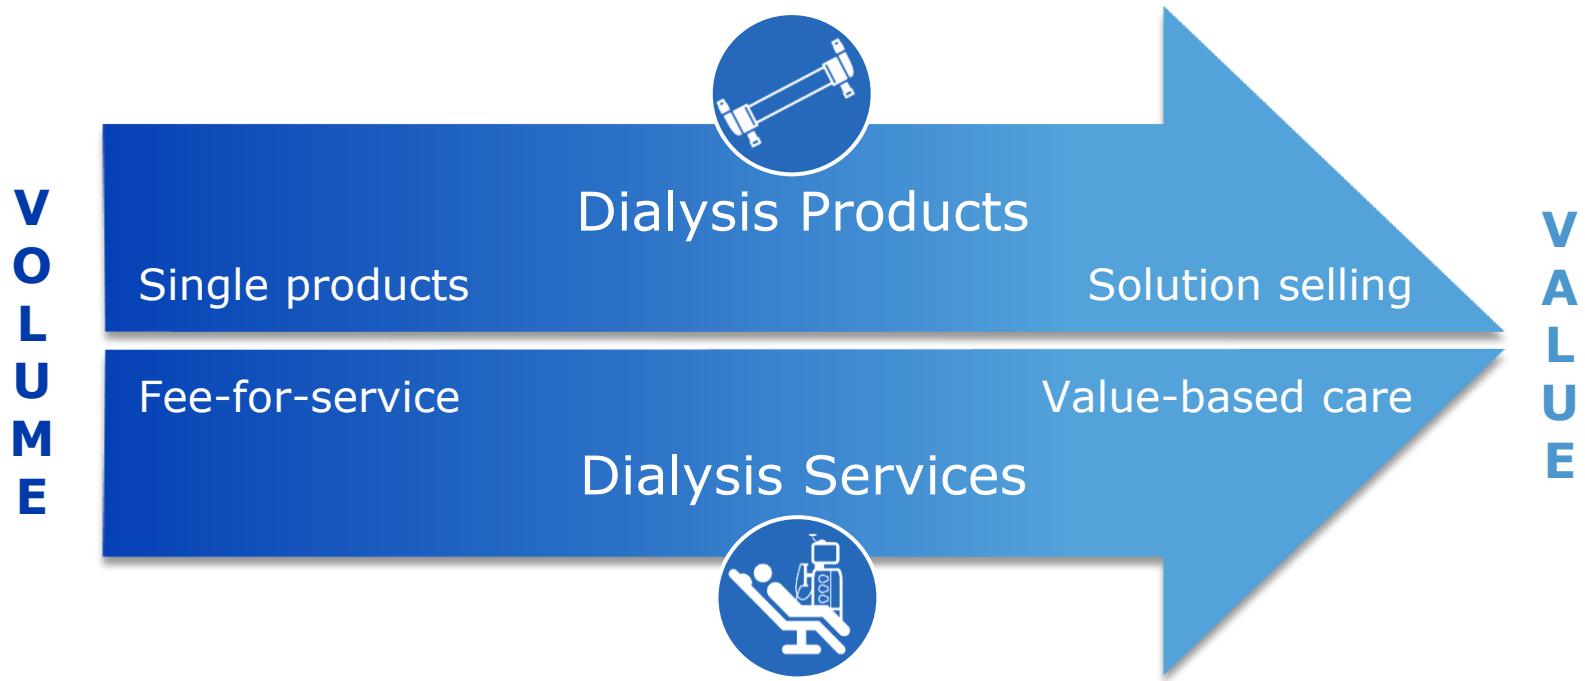 VOLUME
Dialysis Products
Single products
Solution selling
Fee-for-service
Value-based care
Dialysis Services
VALUE